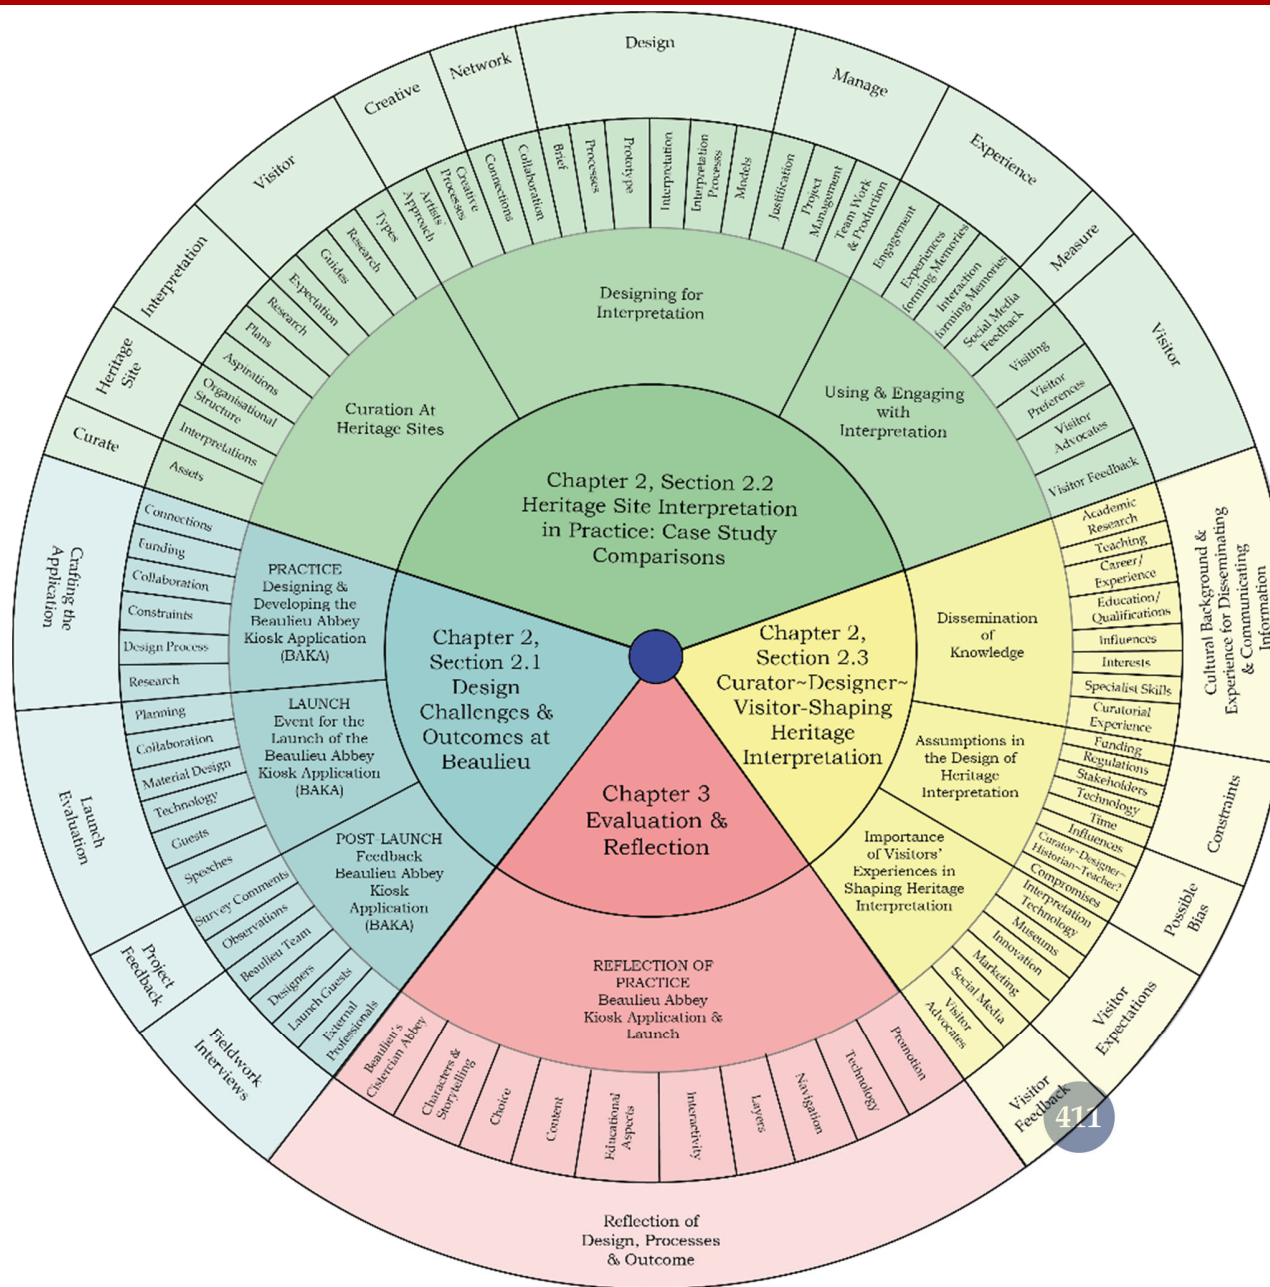 Design
Manage
Experience
Measure
Visitor
Network
Creative
Visitor
Interpretation
Heritage
Site
Curate
Assets
Interpretations
Organisational
Structure
Aspirations
Plans
Research
Expectation
Guides
Research
Types
Artists'
Approach
Creative
Processes
Connections
Collaboration
Brief
Processes
Prototype
Interpretation
Interpretation
Process
Models
Justification
Project
Management
Team Work
& Production
Engagement
Experiences
forming Memories
Interaction
forming Memories
Social Media
Feedback
Visiting
Visitor
Preferences
Visitor
Advocates
Visitor Feedback
Curation At
Heritage Sites
Designing for
Interpretation
Using & Engaging
with
Interpretation
Chapter 2, Section 2.2
Heritage Site Interpretation
in Practice: Case Study
Comparisons
Chapter 2,
Section 2.3
Curator~Designer~
Visitor-Shaping
Heritage
Interpretation
Dissemination
of
Knowledge
Assumptions in
the Design of
Heritage
Interpretation
Importance
of Visitors'
Experiences in
Shaping Heritage
Interpretation
Academic
Research
Teaching
Career/
Experience
Education/
Qualifications
Influences
Interests
Specialist Skills
Curatorial
Experience
Funding
Regulations
Stakeholders
Technology
Time
Influences
Curator~Designer~
Historian~Teacher?
Compromises
Interpretation
Technology
Museums
Innovation
Marketing
Social Media
Visitor
Advocates
Cultural Background &
Experience for Disseminating
& Communicating
Information
Constraints
Possible
Bias
Visitor
Expectations
Visitor
Feedback
411
Chapter 3
Evaluation &
Reflection
REFLECTION OF
PRACTICE
Beaulieu Abbey
Kiosk Application &
Launch
Beaulieu's
Cistercian Abbey
Characters &
Storytelling
Choice
Content
Educational
Aspects
Interactivity
Layers
Navigation
Technology
Promotion
Reflection of
Design, Processes
& Outcome
Chapter 2,
Section 2.1
Design
Challenges &
Outcomes at
Beaulieu
PRACTICE
Designing &
Developing the
Beaulieu Abbey
Kiosk Application
(BAKA)
LAUNCH
Event for the
Launch of the
Beaulieu Abbey
Kiosk Application
(BAKA)
POST-LAUNCH
Feedback
Beaulieu Abbey
Kiosk
Application
(BAKA)
Connections
Funding
Collaboration
Constraints
Design Process
Research
Planning
Collaboration
Material Design
Technology
Guests
Speeches
Survey Comments
Observations
Beaulieu Team
Designers
Launch Guests
External
Professionals
Crafting the
Application
Launch
Evaluation
Project
Feedback
Fieldwork
Interviews